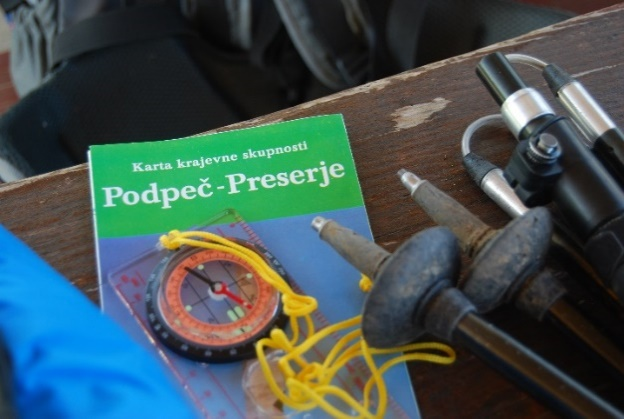 Karta krajevne skupnosti
Podpeč-Preserje